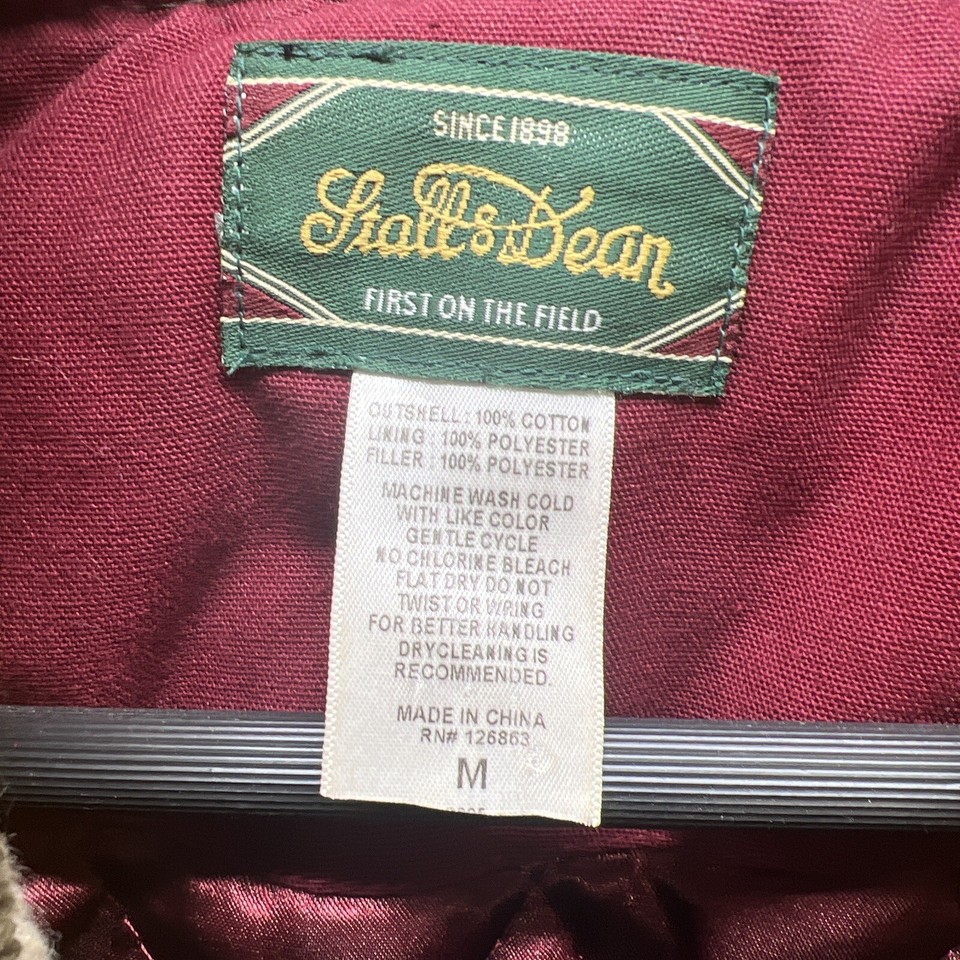 SINCE 1898
Stall & Dean
FIRST ON THE FIELD
OUTSHELL : 100% COTTON
LINING : 100% POLYESTER
FILLER : 100% POLYESTER
MACHINE WASH COLD
WITH LIKE COLOR
GENTLE CYCLE
NO CHLORINE BLEACH
FLAT DRY DO NOT
TWIST OR WRING
FOR BETTER HANDLING
DRYCLEANING IS
RECOMMENDED.
MADE IN CHINA
RN# 126863
M